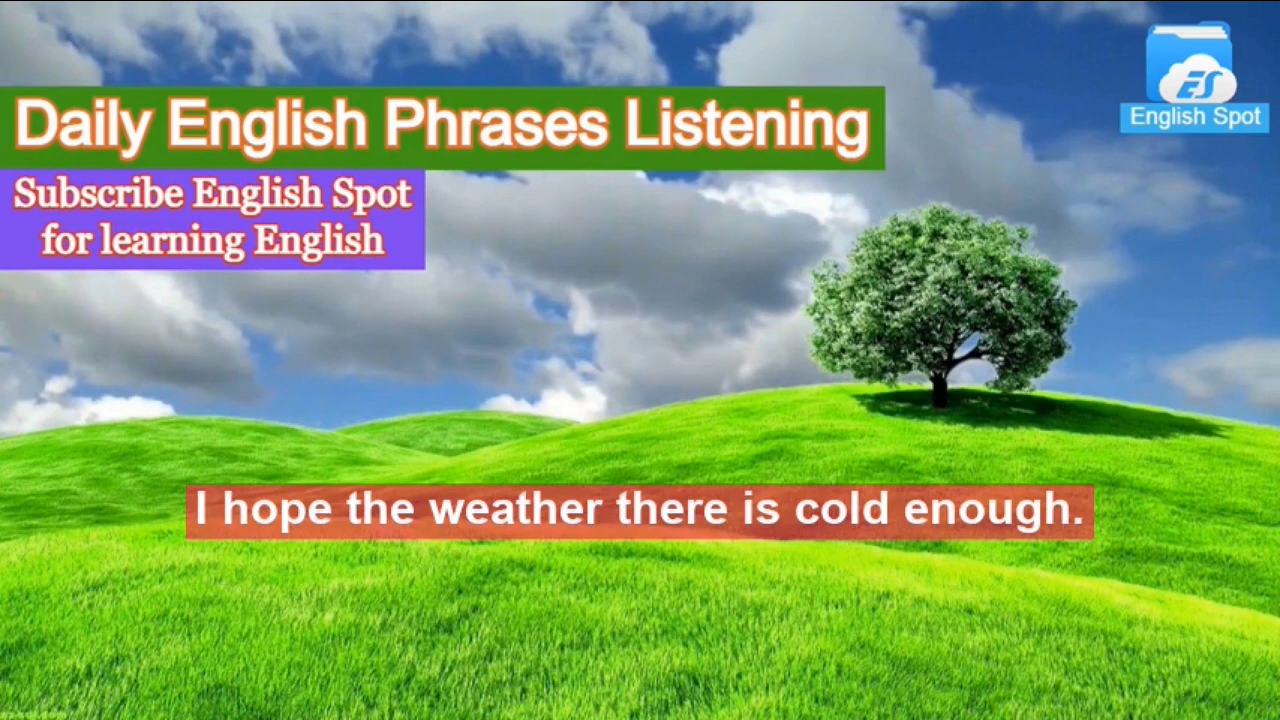 Daily English Phrases Listening
ES
English Spot
Subscribe English Spot
for learning English
I hope the weather there is cold enough.